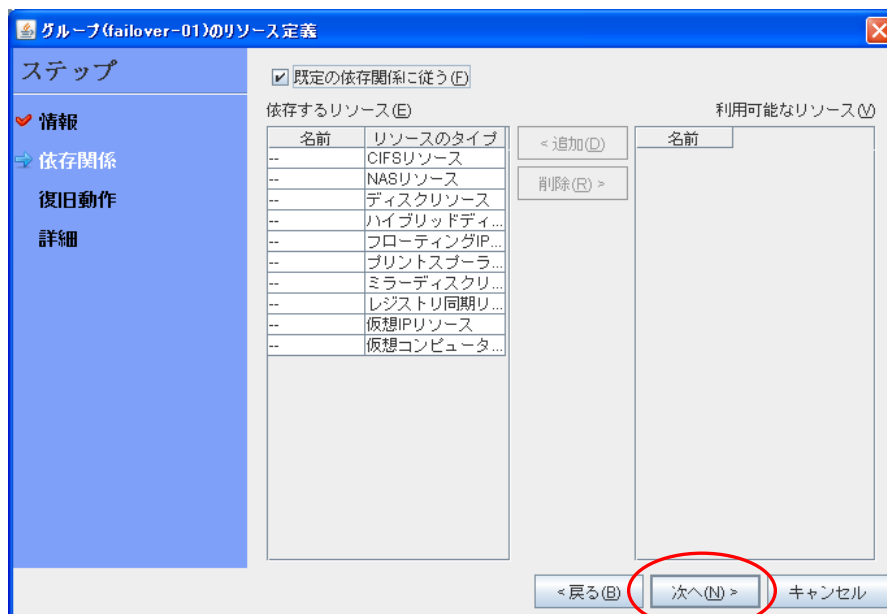 グループ(failover-01)のリソース定義
ステップ
情報
依存関係
復旧動作
詳細
既定の依存関係に従う(F)
依存するリソース(E)
利用可能なリソース(V)
名前 リソースのタイプ
-- CIFSリソース
-- NASリソース
-- ディスクリソース
-- ハイブリッドディ...
-- フローティングIP...
-- プリントスプーラ...
-- ミラーディスクリ...
-- レジストリ同期リ...
-- 仮想IPリソース
-- 仮想コンピュータ...
< 追加(D)
削除(R) >
名前
< 戻る(B)
次へ(N) >
キャンセル